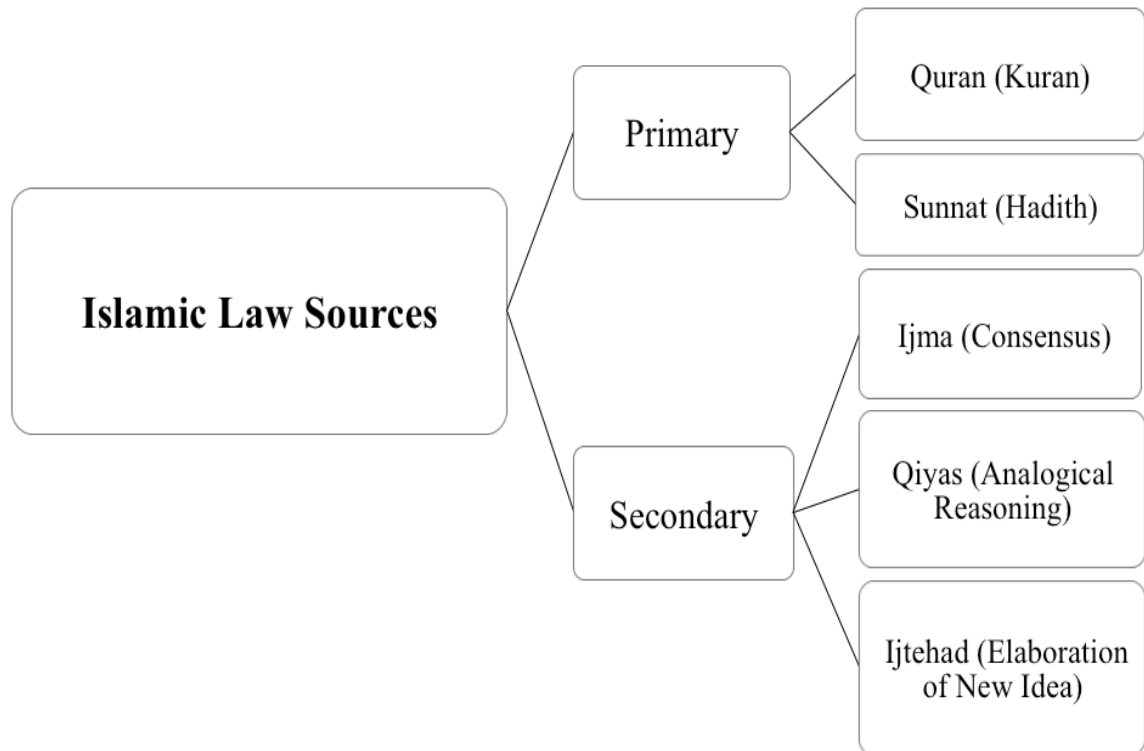 Islamic Law Sources
Primary
Quran (Kuran)
Sunnat (Hadith)
Secondary
Ijma (Consensus)
Qiyas (Analogical
Reasoning)
Ijtehad (Elaboration
of New Idea)